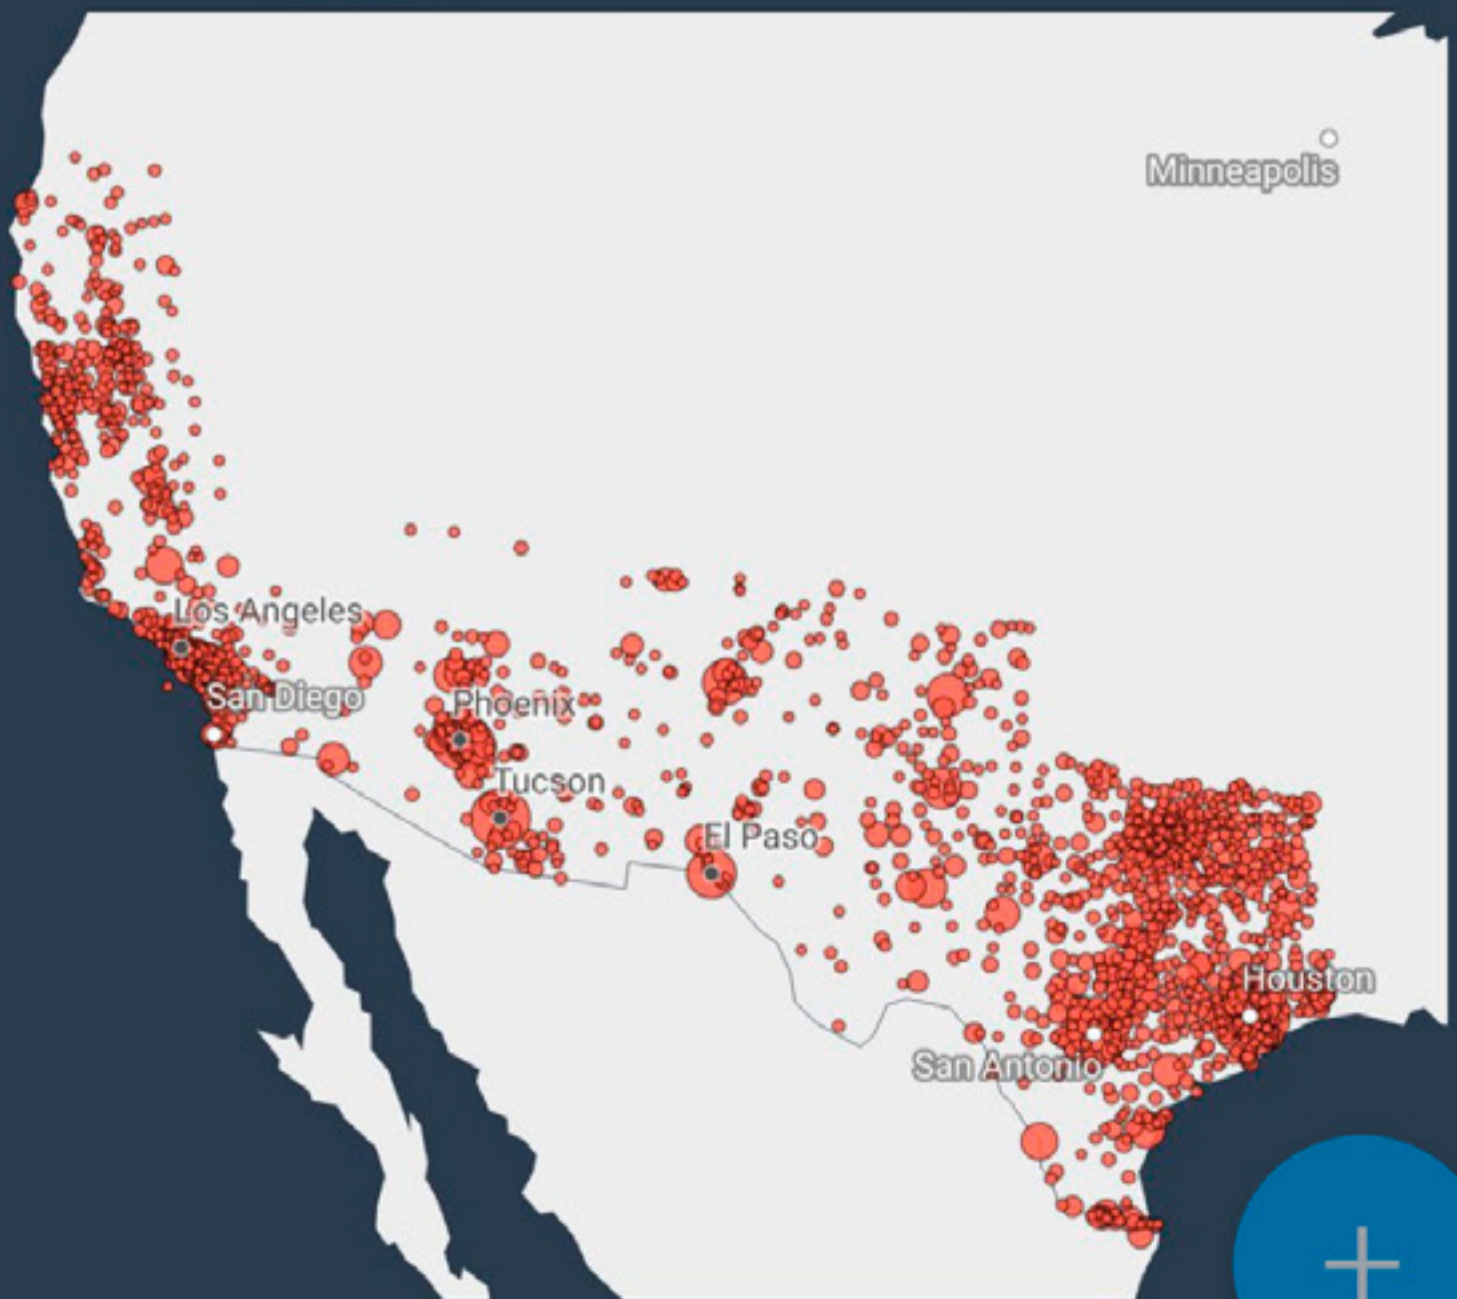 Minneapolis
Los Angeles
San Diego
Phoenix
Tucson
El Paso
Houston
San Antonio